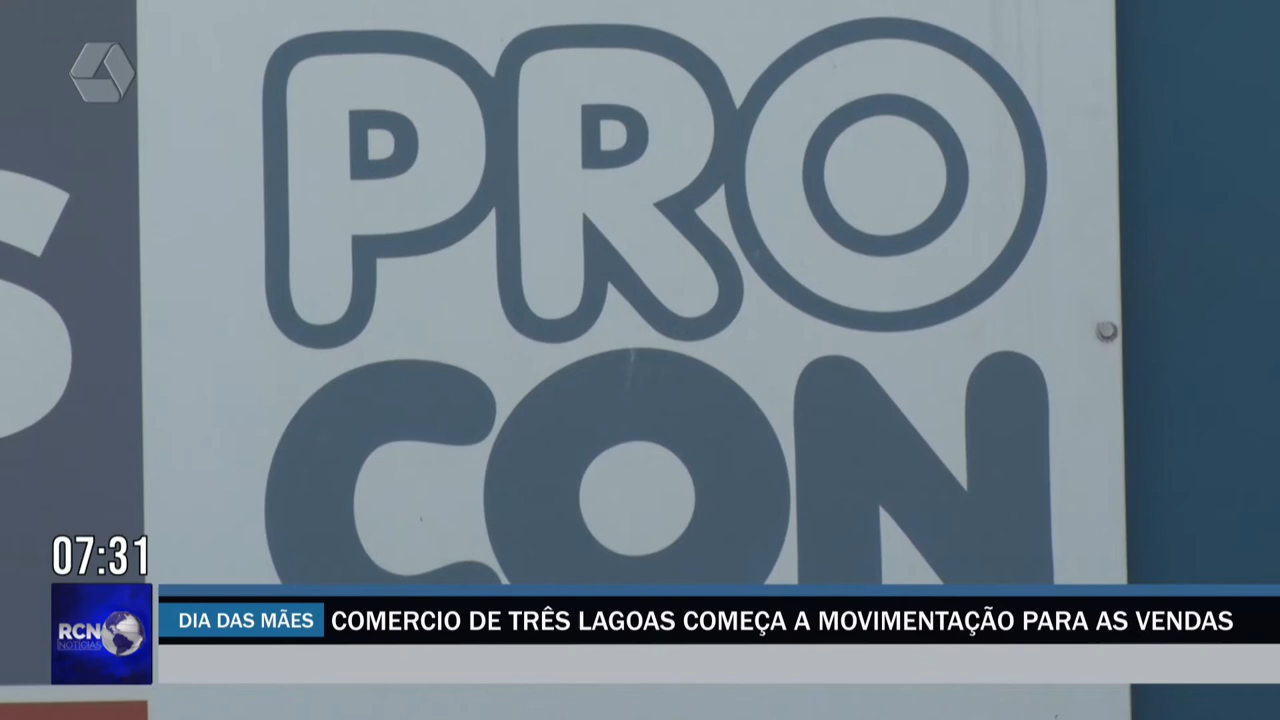 PRO
CON
S
07:31
RCN
NOTÍCIAS
DIA DAS MÃES
COMERCIO DE TRÊS LAGOAS COMEÇA A MOVIMENTAÇÃO PARA AS VENDAS